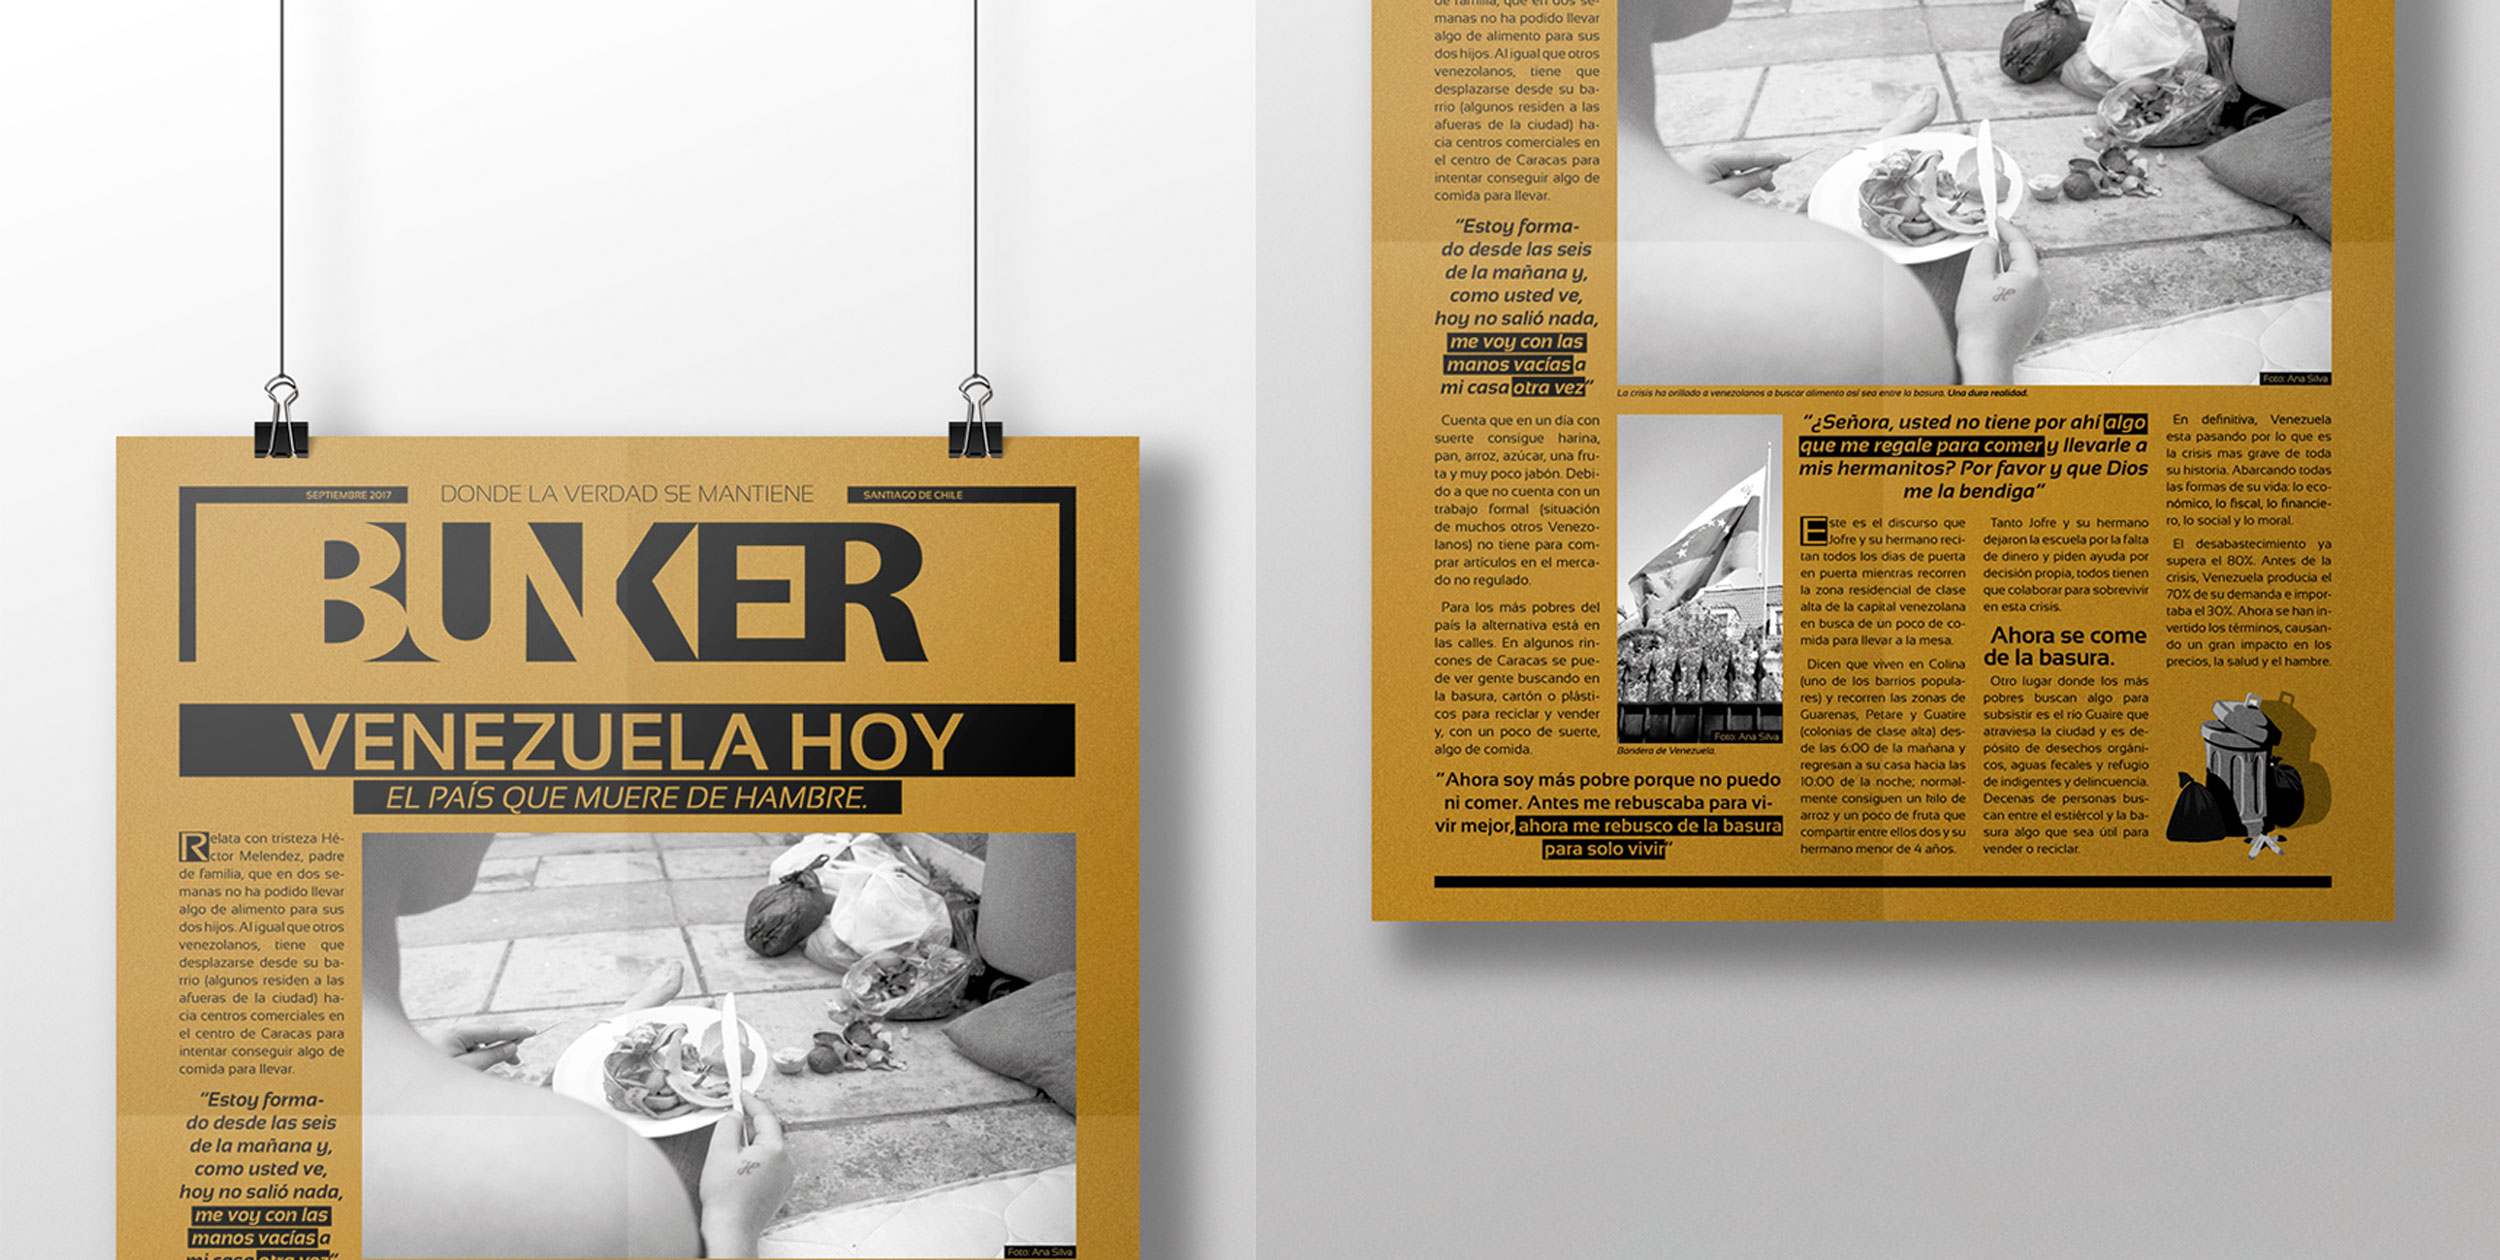 SEPTIEMBRE 2017
DONDE LA VERDAD SE MANTIENE
SANTIAGO DE CHILE
BUNKER
VENEZUELA HOY
EL PAÍS QUE MUERE DE HAMBRE.
Relata con tristeza Hé-
ctor Melendez, padre
de familia, que en dos se-
manas no ha podido llevar
algo de alimento para sus
dos hijos. Al igual que otros
venezolanos, tiene que
desplazarse desde su ba-
rrio (algunos residen a las
afueras de la ciudad) ha-
cia centros comerciales en
el centro de Caracas para
intentar conseguir algo de
comida para llevar.
"Estoy forma-
do desde las seis
de la mañana y,
como usted ve,
hoy no salió nada,
me voy con las
manos vacías a
mi casa otra vez"
Foto: Ana Silva
de familia, que en dos se-
manas no ha podido llevar
algo de alimento para sus
dos hijos. Al igual que otros
venezolanos, tiene que
desplazarse desde su ba-
rrio (algunos residen a las
afueras de la ciudad) ha-
cia centros comerciales en
el centro de Caracas para
intentar conseguir algo de
comida para llevar.
"Estoy forma-
do desde las seis
de la mañana y,
como usted ve,
hoy no salió nada,
me voy con las
manos vacías a
mi casa otra vez"
Cuenta que en un día con
suerte consigue harina,
pan, arroz, azúcar, una fru-
ta y muy poco jabón. Debi-
do a que no cuenta con un
trabajo formal (situación
de muchos otros Venezo-
lanos) no tiene para com-
prar artículos en el merca-
do no regulado.
Para los más pobres del
país la alternativa está en
las calles. En algunos rin-
cones de Caracas se pue-
de ver gente buscando en
la basura, cartón o plásti-
cos para reciclar y vender
y, con un poco de suerte,
algo de comida.
"Ahora soy más pobre porque no puedo
ni comer. Antes me rebuscaba para vi-
vir mejor, ahora me rebusco de la basura
para solo vivir"
Foto: Ana Silva
La crisis ha orillado a venezolanos a buscar alimento así sea entre la basura. Una dura realidad.
Foto: Ana Silva
Bandera de Venezuela.
"¿Señora, usted no tiene por ahí algo
que me regale para comer y llevarle a
mis hermanitos? Por favor y que Dios
me la bendiga"
Este es el discurso que
Jofre y su hermano reci-
tan todos los dias de puerta
en puerta mientras recorren
la zona residencial de clase
alta de la capital venezolana
en busca de un poco de co-
mida para llevar a la mesa.
Dicen que viven en Colina
(uno de los barrios popula-
res) y recorren las zonas de
Guarenas, Petare y Guatire
(colonias de clase alta) des-
de las 6:00 de la mañana y
regresan a su casa hacia las
10:00 de la noche; normal-
mente consiguen un kilo de
arroz y un poco de fruta que
compartir entre ellos dos y su
hermano menor de 4 años.
Tanto Jofre y su hermano
dejaron la escuela por la falta
de dinero y piden ayuda por
decisión propia, todos tienen
que colaborar para sobrevivir
en esta crisis.
Ahora se come
de la basura.
Otro lugar donde los más
pobres buscan algo para
subsistir es el río Guaire que
atraviesa la ciudad y es de-
pósito de desechos orgáni-
cos, aguas fecales y refugio
de indigentes y delincuencia.
Decenas de personas bus-
can entre el estiércol y la ba-
sura algo que sea útil para
vender o reciclar.
En definitiva, Venezuela
esta pasando por lo que es
la crisis mas grave de toda
su historia. Abarcando todas
las formas de su vida: lo eco-
nómico, lo fiscal, lo financie-
ro, lo social y lo moral.
El desabastecimiento ya
supera el 80%. Antes de la
crisis, Venezuela producía el
70% de su demanda e impor-
taba el 30%. Ahora se han in-
vertido los términos, causan-
do un gran impacto en los
precios, la salud y el hambre.